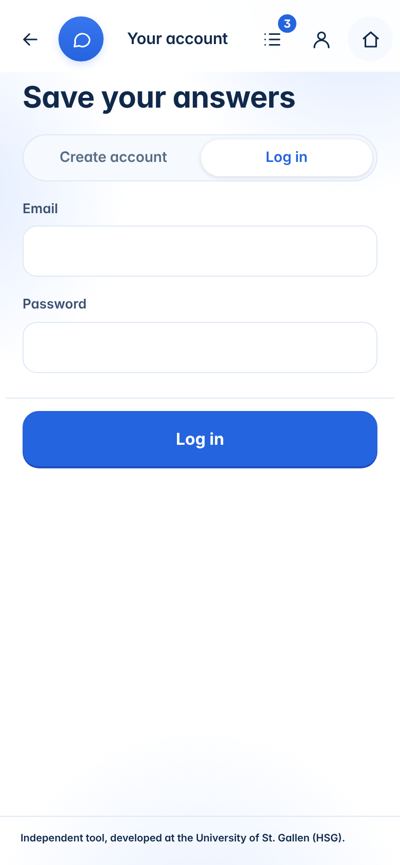 Your account
3
Save your answers
Create account
Log in
Email
Password
Log in
Independent tool, developed at the University of St. Gallen (HSG).